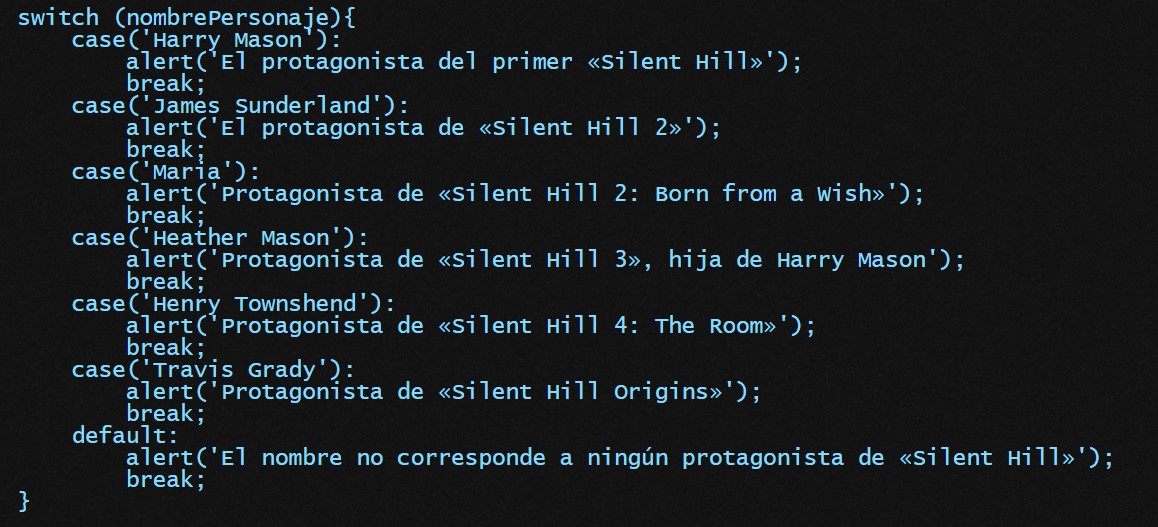 switch (nombrePersonaje){
    case('Harry Mason'):
        alert('El protagonista del primer «Silent Hill»');
        break;
    case('James Sunderland'):
        alert('El protagonista de «Silent Hill 2»');
        break;
    case('Maria'):
        alert('Protagonista de «Silent Hill 2: Born from a Wish»');
        break;
    case('Heather Mason'):
        alert('Protagonista de «Silent Hill 3», hija de Harry Mason');
        break;
    case('Henry Townshend'):
        alert('Protagonista de «Silent Hill 4: The Room»');
        break;
    case('Travis Grady'):
        alert('Protagonista de «Silent Hill Origins»');
        break;
    default:
        alert('El nombre no corresponde a ningún protagonista de «Silent Hill»');
        break;
}